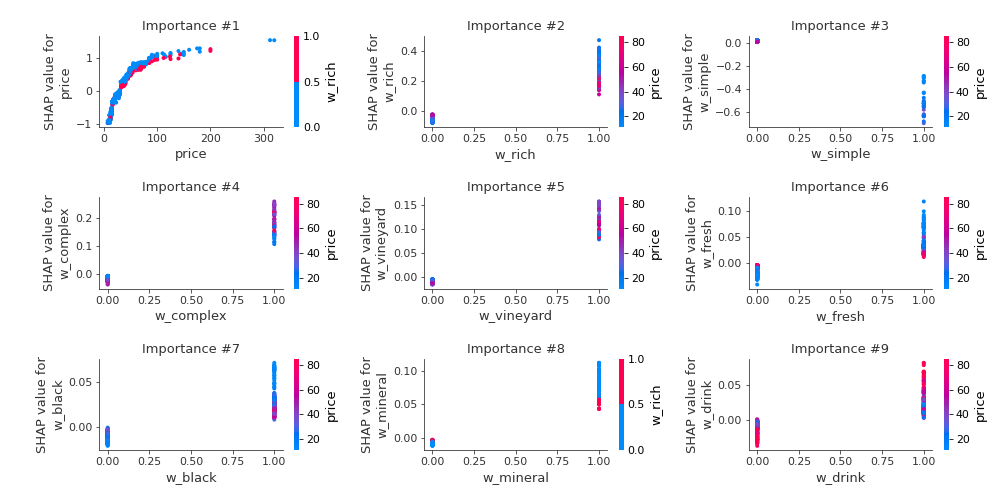 Importance #1
SHAP value for
price
1
0
−1
0
100
200
300
price
1.0
0.5
0.0
w_rich
Importance #2
SHAP value for
w_rich
0.4
0.2
0.0
0.00
0.25
0.50
0.75
1.00
w_rich
80
60
40
20
price
Importance #3
SHAP value for
w_simple
0.0
−0.2
−0.4
−0.6
0.00
0.25
0.50
0.75
1.00
w_simple
80
60
40
20
price
Importance #4
SHAP value for
w_complex
0.2
0.1
0.0
0.00
0.25
0.50
0.75
1.00
w_complex
80
60
40
20
price
Importance #5
SHAP value for
w_vineyard
0.15
0.10
0.05
0.00
0.00
0.25
0.50
0.75
1.00
w_vineyard
80
60
40
20
price
Importance #6
SHAP value for
w_fresh
0.10
0.05
0.00
0.00
0.25
0.50
0.75
1.00
w_fresh
80
60
40
20
price
Importance #7
SHAP value for
w_black
0.05
0.00
0.00
0.25
0.50
0.75
1.00
w_black
80
60
40
20
price
Importance #8
SHAP value for
w_mineral
0.10
0.05
0.00
0.00
0.25
0.50
0.75
1.00
w_mineral
1.0
0.5
0.0
w_rich
Importance #9
SHAP value for
w_drink
0.05
0.00
0.00
0.25
0.50
0.75
1.00
w_drink
80
60
40
20
price